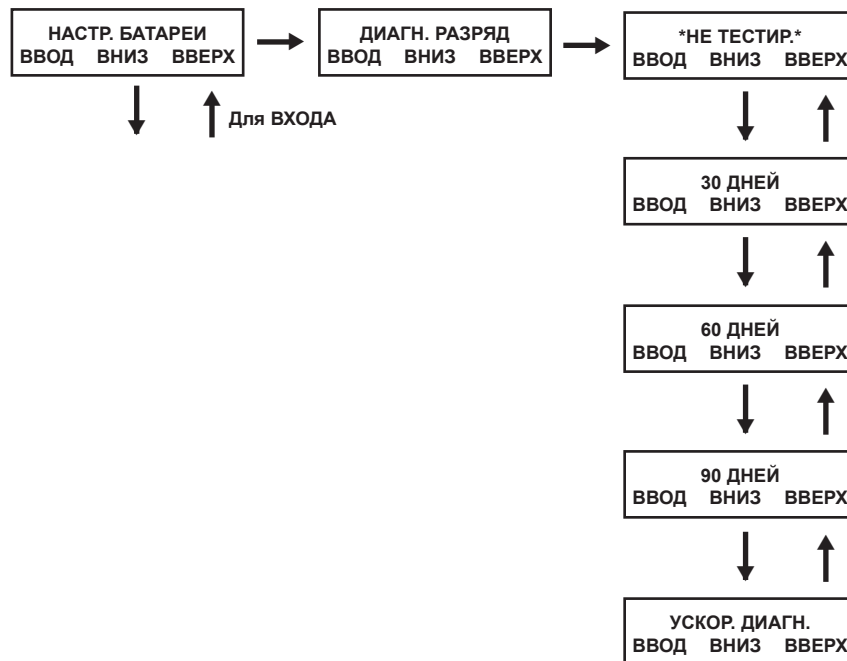 НАСТР. БАТАРЕИ
ВВОД ВНИЗ ВВЕРХ
ДИАГН. РАЗРЯД
ВВОД ВНИЗ ВВЕРХ
*НЕ ТЕСТИР.*
ВВОД ВНИЗ ВВЕРХ
Для ВХОДА
30 ДНЕЙ
ВВОД ВНИЗ ВВЕРХ
60 ДНЕЙ
ВВОД ВНИЗ ВВЕРХ
90 ДНЕЙ
ВВОД ВНИЗ ВВЕРХ
УСКОР. ДИАГН.
ВВОД ВНИЗ ВВЕРХ